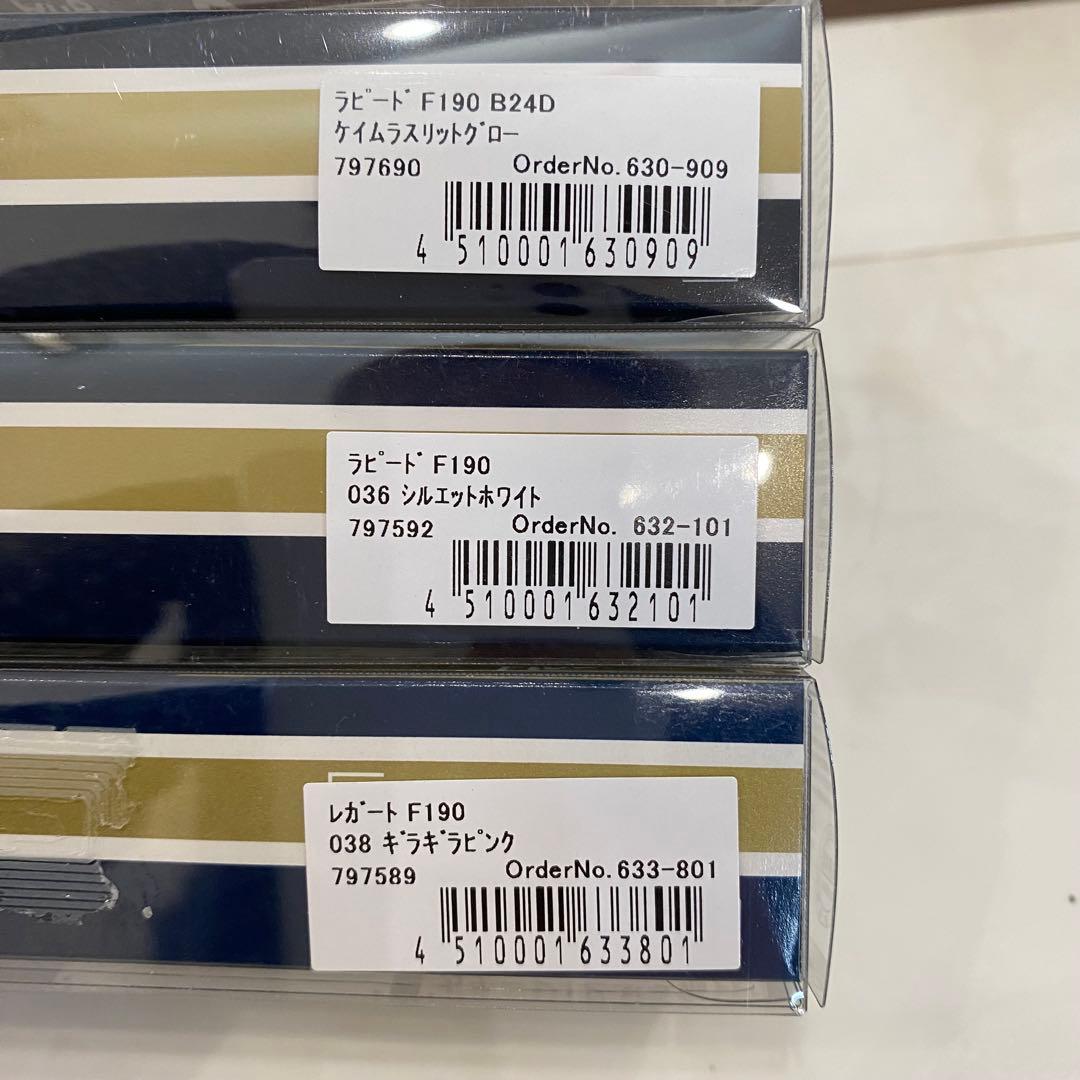 ﾗﾋﾟｰﾄﾞ F190 B24D
ｹｲﾑﾗｽﾘｯﾄｸﾞﾛｰ
797690 OrderNo. 630-909
4 510001 630909
ﾗﾋﾟｰﾄﾞ F190
036 ｼﾙｴｯﾄﾎﾜｲﾄ
797592 OrderNo. 632-101
4 510001 632101
ﾚｶﾞｰﾄ F190
038 ｷﾞﾗｷﾞﾗﾋﾟﾝｸ
797589 OrderNo. 633-801
4 510001 633801